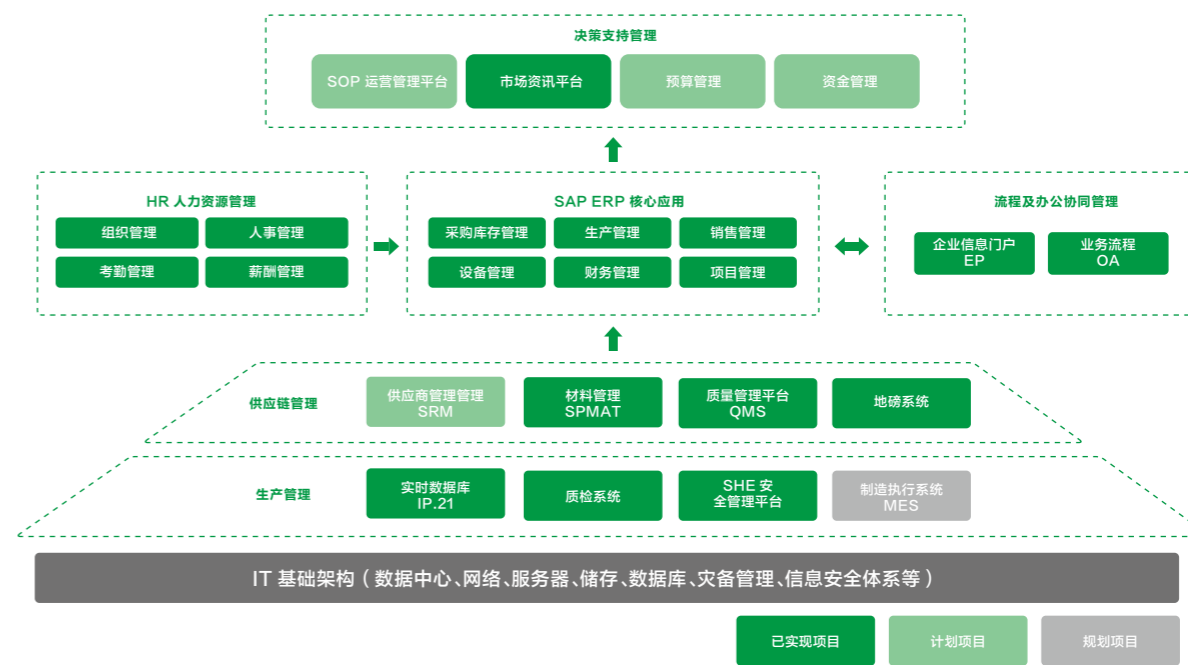 决策支持管理
SOP 运营管理平台
市场资讯平台
预算管理
资金管理
HR 人力资源管理
组织管理
人事管理
考勤管理
薪酬管理
SAP ERP 核心应用
采购库存管理
生产管理
销售管理
设备管理
财务管理
项目管理
流程及办公协同管理
企业信息门户
EP
业务流程
OA
供应链管理
供应商管理管理
SRM
材料管理
SPMAT
质量管理平台
QMS
地磅系统
生产管理
实时数据库
IP.21
质检系统
SHE 安
全管理平台
制造执行系统
MES
IT 基础架构（数据中心、网络、服务器、储存、数据库、灾备管理、信息安全体系等）
已实现项目
计划项目
规划项目